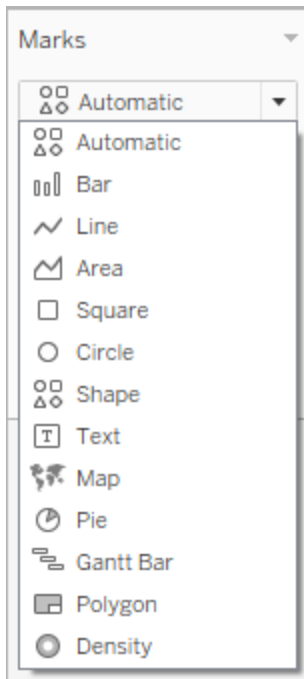 Marks
Automatic
Automatic
Bar
Line
Area
Square
Circle
Shape
T Text
Map
Pie
Gantt Bar
Polygon
Density